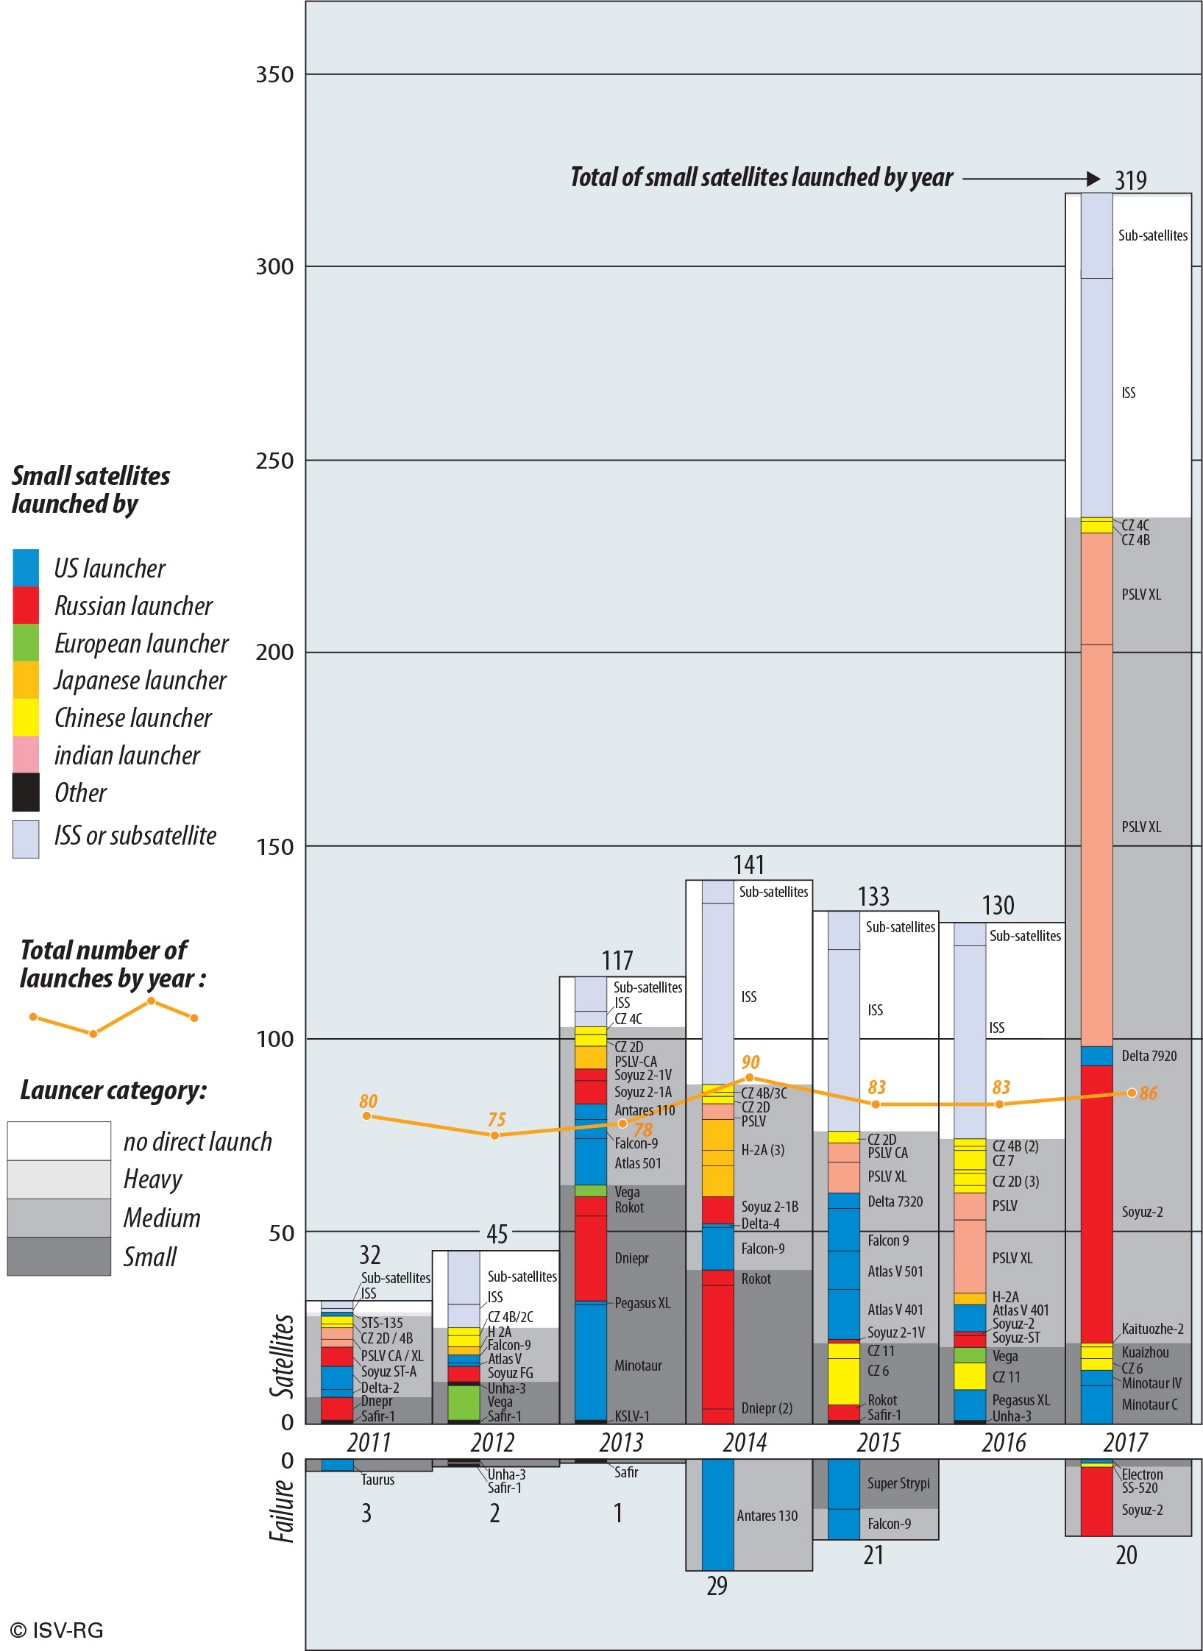 350
Total of small satellites launched by year
319
Sub-satellites
300
ISS
250
Small satellites
launched by
US launcher
Russian launcher
European launcher
Japanese launcher
Chinese launcher
indian launcher
Other
ISS or subsatellite
CZ 4C
CZ 4B
PSLV XL
200
PSLV XL
150
Total number of
launches by year :
Launcer category:
no direct launch
Heavy
Medium
Small
100
50
0
Satellites
32
Sub-satellites
ISS
STS-135
CZ 2D / 4B
PSLV CA / XL
Soyuz ST-A
Delta-2
Dnepr
Safir-1
80
45
Sub-satellites
ISS
CZ 4B/2C
H 2A
Falcon-9
Atlas V
Soyuz FG
Unha-3
Vega
Safir-1
75
117
Sub-satellites
ISS
CZ 4C
CZ 2D
PSLV-CA
Soyuz 2-1V
Soyuz 2-1A
Antares 110
78
Falcon-9
Atlas 501
Vega
Rokot
Dniepr
Pegasus XL
Minotaur
KSLV-1
141
Sub-satellites
ISS
90
CZ 4B/3C
CZ 2D
PSLV
H-2A (3)
Soyuz 2-1B
Delta-4
Falcon-9
Rokot
Dniepr (2)
133
Sub-satellites
ISS
83
CZ 2D
PSLV CA
PSLV XL
Delta 7320
Falcon 9
Atlas V 501
Atlas V 401
Soyuz 2-1V
CZ 11
CZ 6
Rokot
Safir-1
130
Sub-satellites
ISS
83
CZ 4B (2)
CZ 7
CZ 2D (3)
PSLV
PSLV XL
H-2A
Atlas V 401
Soyuz-2
Soyuz-ST
Vega
CZ 11
Pegasus XL
Unha-3
Delta 7920
86
Soyuz-2
Kaituozhe-2
Kuaizhou
CZ 6
Minotaur IV
Minotaur C
2011
2012
2013
2014
2015
2016
2017
0
Failure
Taurus
3
Unha-3
Safir-1
2
Safir
1
Antares 130
29
Super Strypi
Falcon-9
21
Electron
SS-520
Soyuz-2
20
© ISV-RG